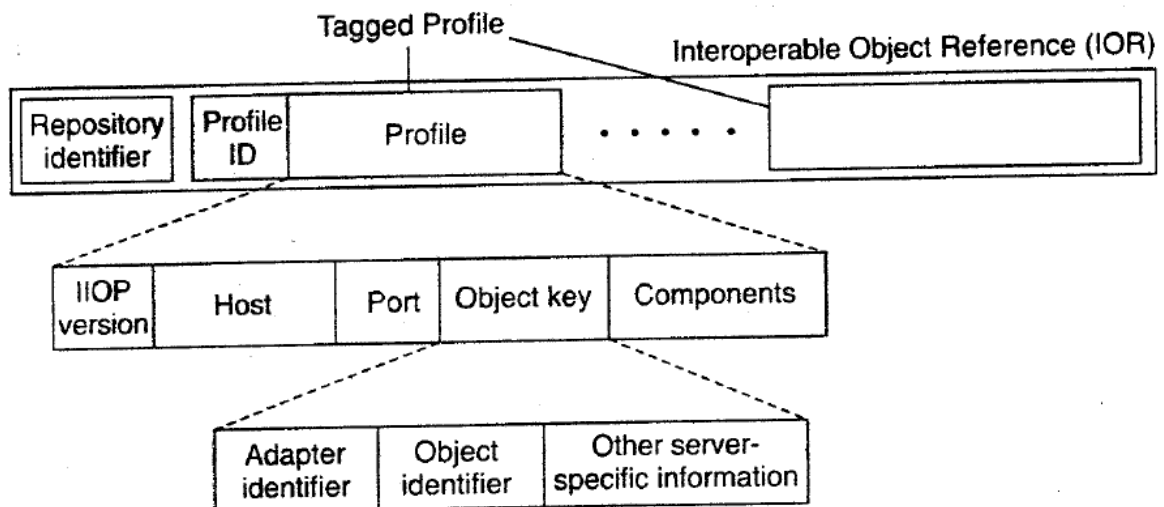 Tagged Profile
Interoperable Object Reference (IOR)
Repository
identifier
Profile
ID
Profile
IIOP
version
Host
Port
Object key
Components
Adapter
identifier
Object
identifier
Other server-
specific information